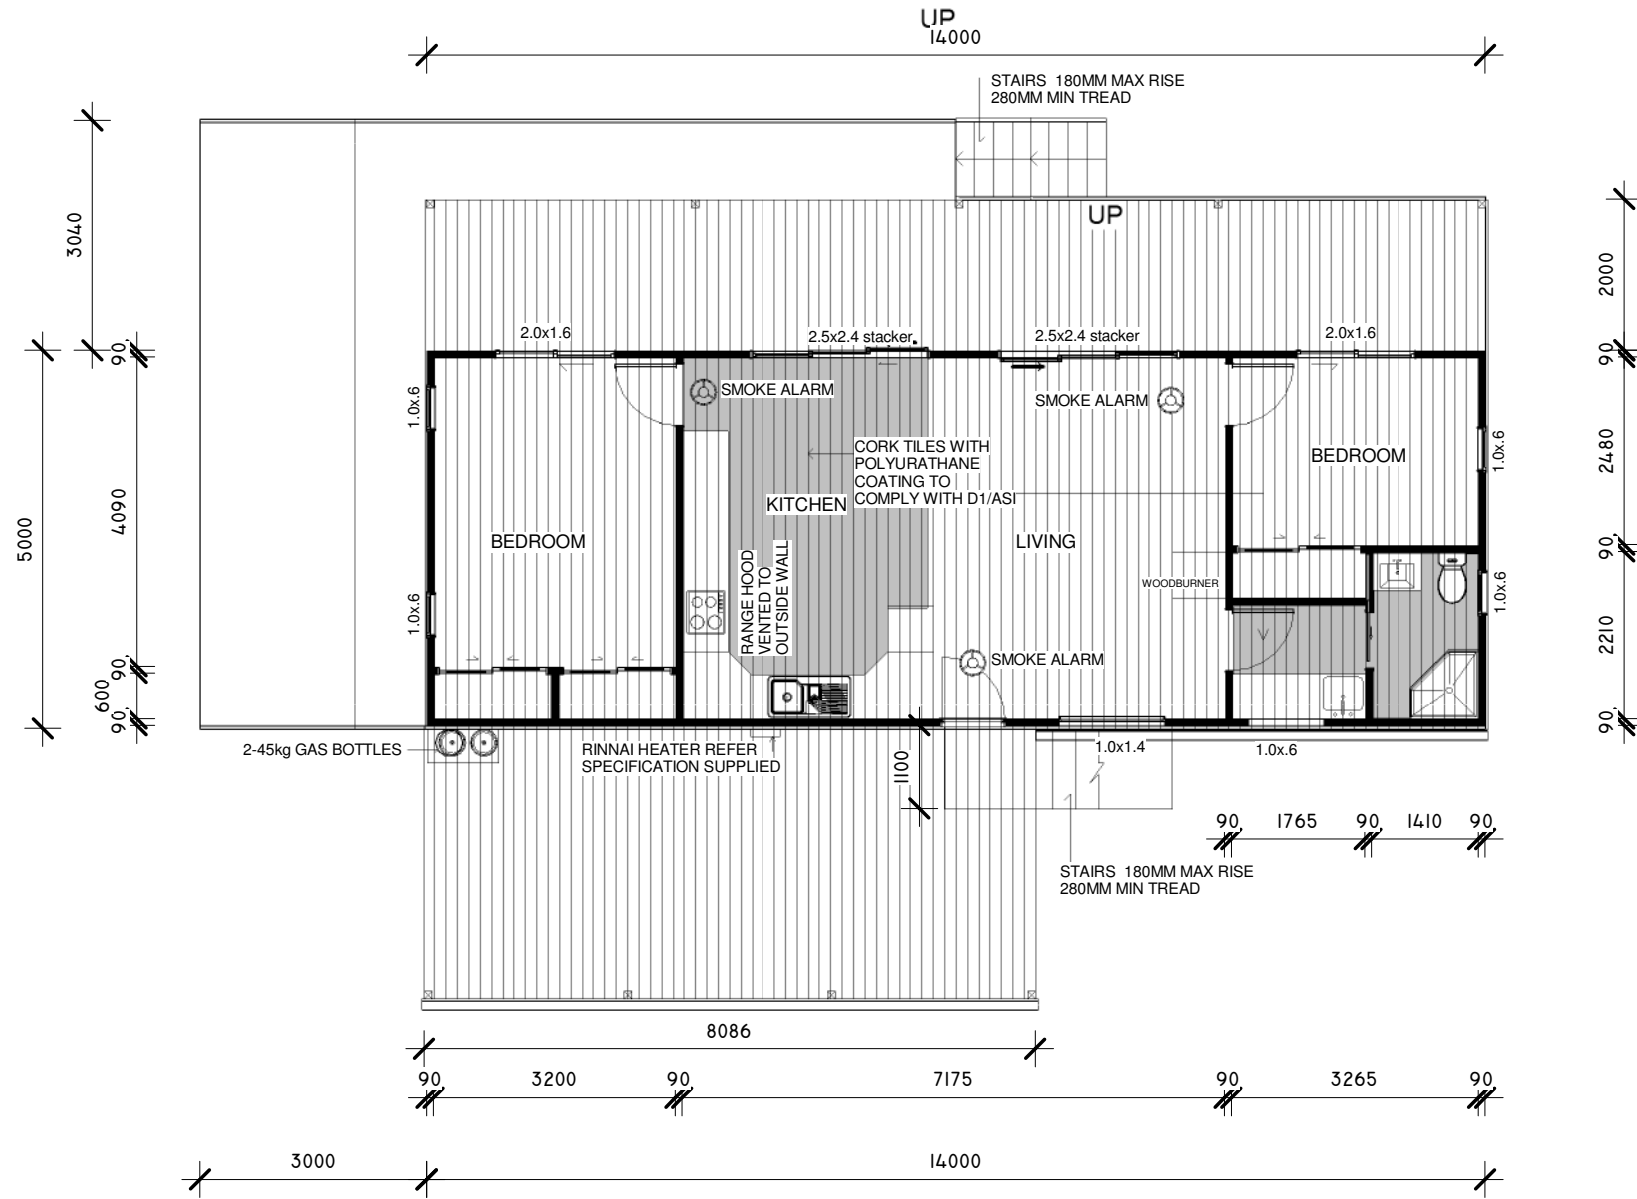 UP
14000
STAIRS 180MM MAX RISE
280MM MIN TREAD
3040
UP
2000
2.0x1.6
2.5x2.4 stacker
2.5x2.4 stacker
2.0x1.6
90
90
1.0x.6
SMOKE ALARM
SMOKE ALARM
CORK TILES WITH
POLYURATHANE
COATING TO
COMPLY WITH D1/ASI
BEDROOM
1.0x.6
2480
KITCHEN
4090
5000
BEDROOM
LIVING
RANGE HOOD
VENTED TO
OUTSIDE WALL
WOODBURNER
90
1.0x.6
1.0x.6
2210
SMOKE ALARM
90
600
90
90
2-45kg GAS BOTTLES
RINNAI HEATER REFER
SPECIFICATION SUPPLIED
1100
1.0x1.4
1.0x.6
90
1765
90
1410
90
STAIRS 180MM MAX RISE
280MM MIN TREAD
8086
90
3200
90
7175
90
3265
90
3000
14000